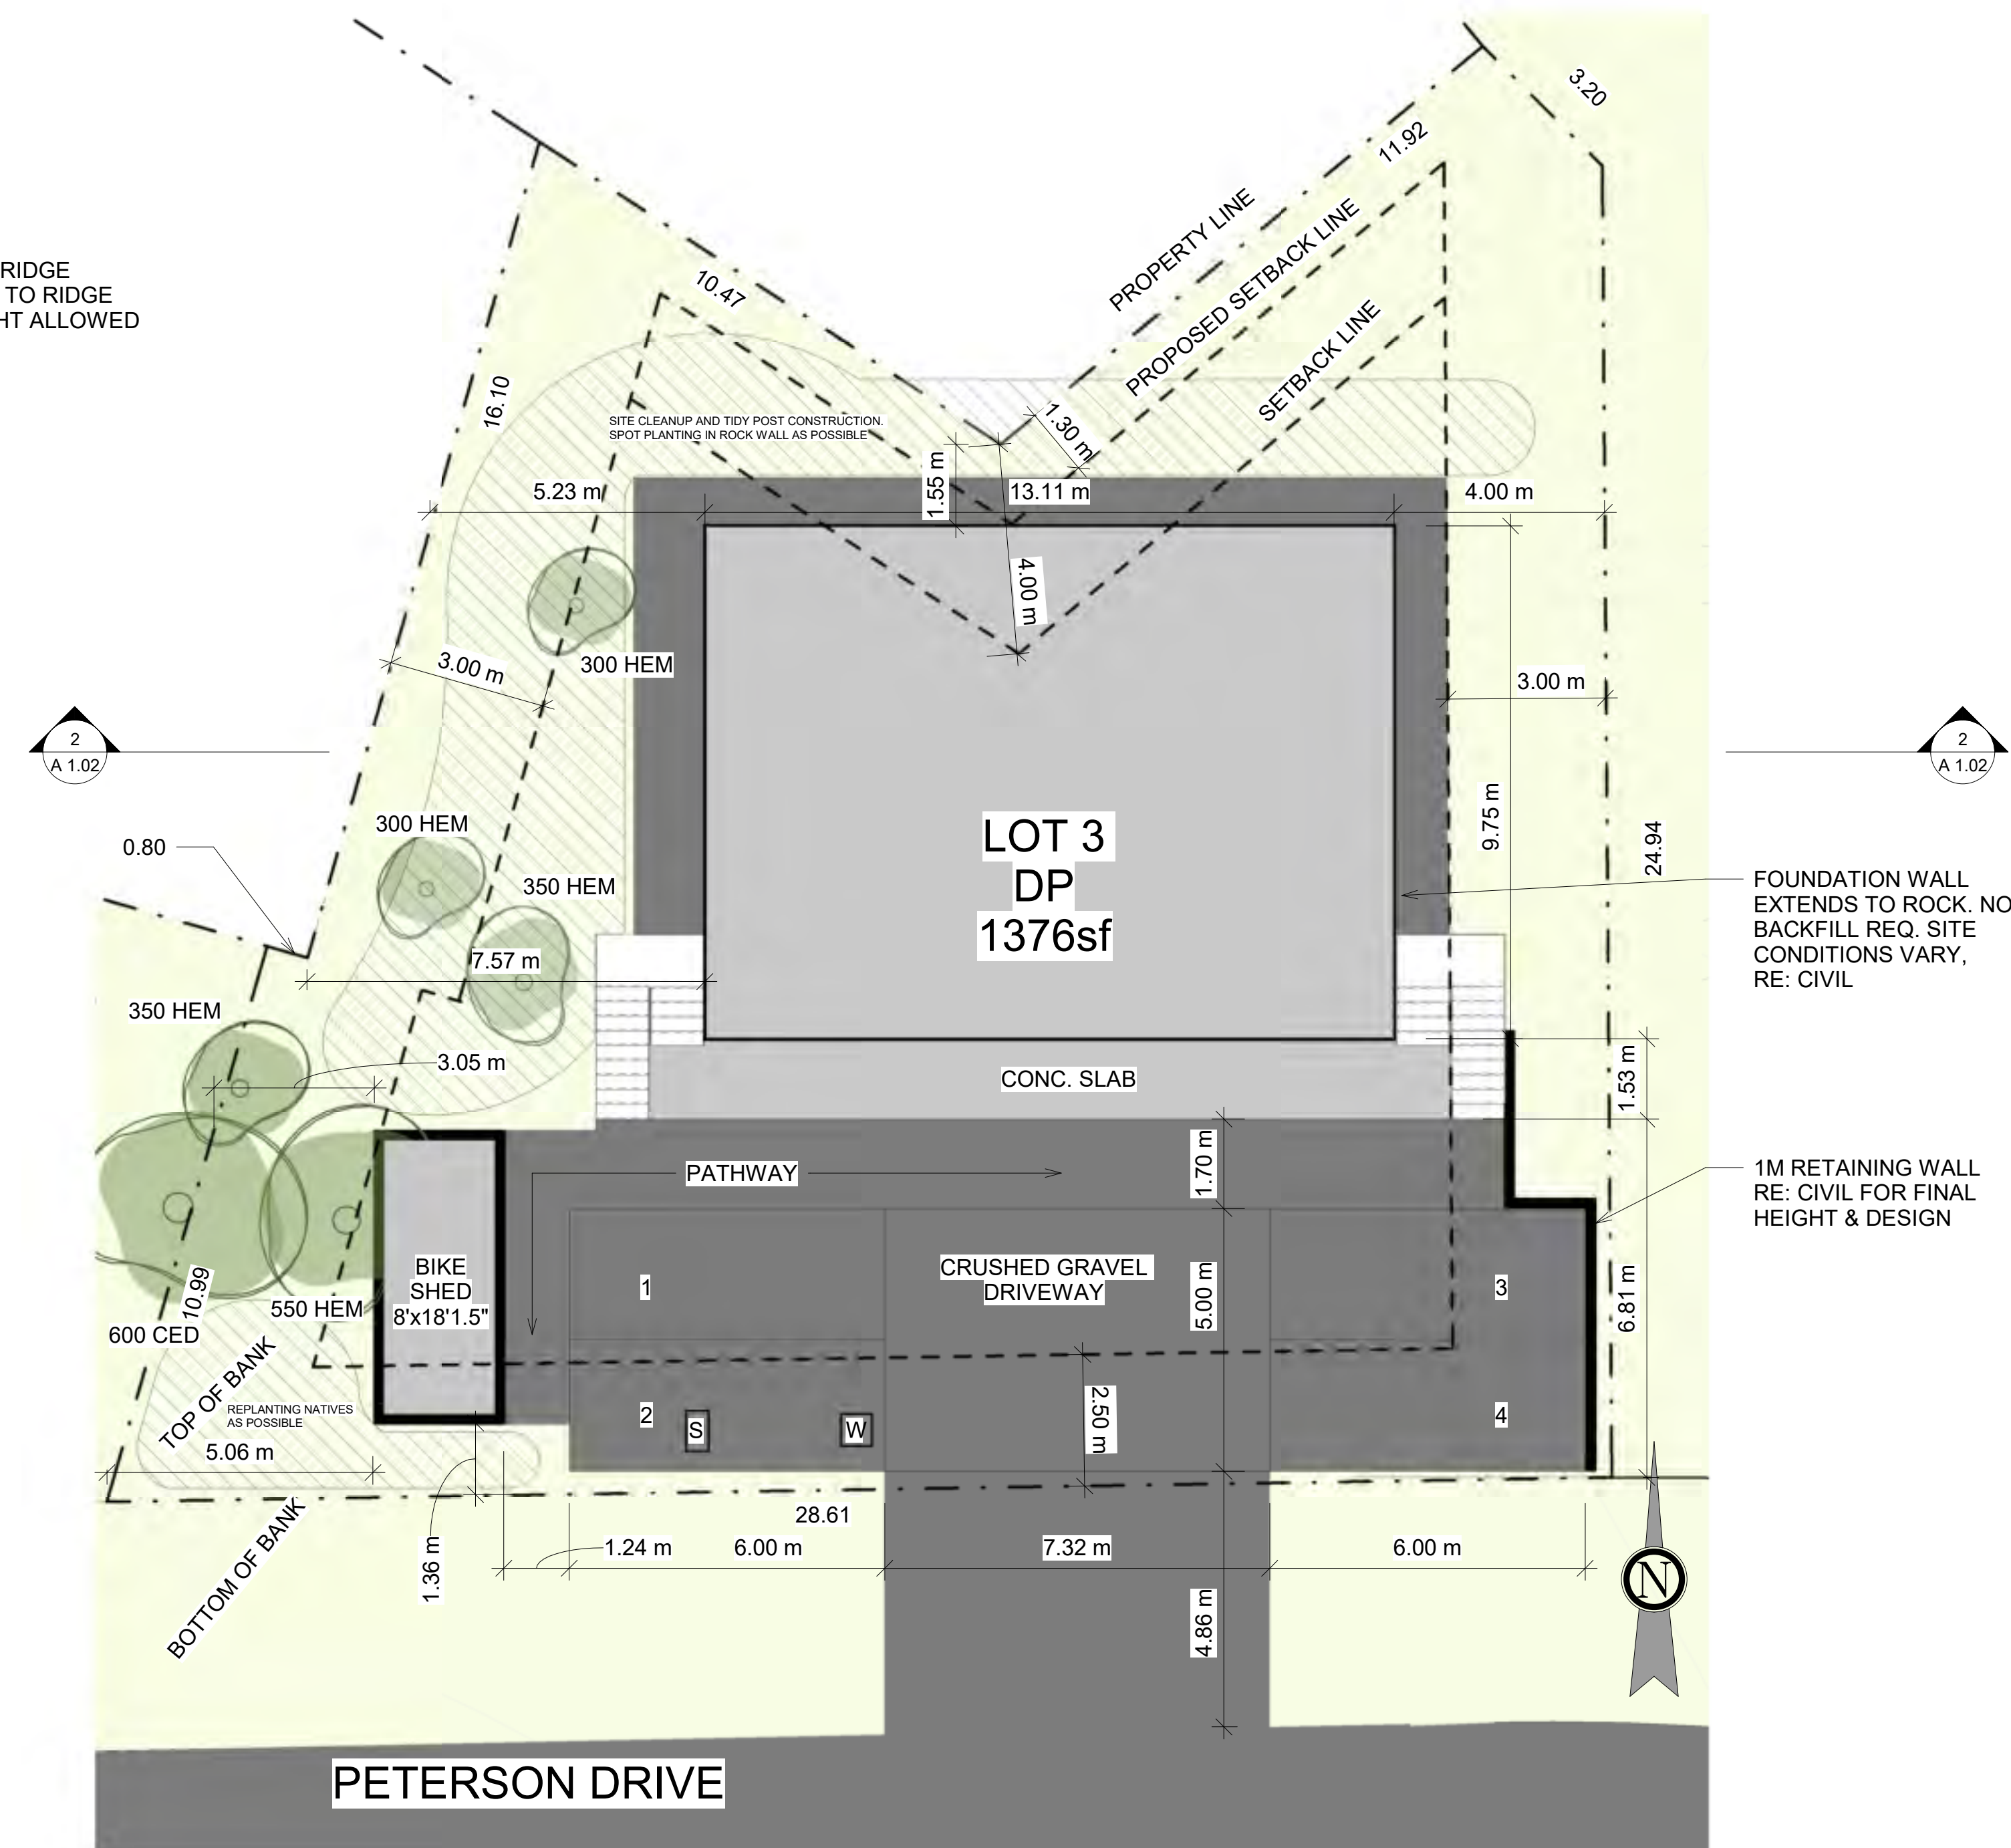 3.20
11.92
PROPERTY LINE
PROPOSED SETBACK LINE
SETBACK LINE
RIDGE
TO RIDGE
HT ALLOWED
10.47
16.10
SITE CLEANUP AND TIDY POST CONSTRUCTION.
SPOT PLANTING IN ROCK WALL AS POSSIBLE
1.30 m
1.55 m
5.23 m
13.11 m
4.00 m
4.00 m
300 HEM
3.00 m
3.00 m
2
A 1.02
2
A 1.02
9.75 m
24.94
LOT 3
DP
1376sf
300 HEM
0.80
350 HEM
FOUNDATION WALL
EXTENDS TO ROCK. NO
BACKFILL REQ. SITE
CONDITIONS VARY,
RE: CIVIL
7.57 m
350 HEM
3.05 m
CONC. SLAB
1.53 m
PATHWAY
1.70 m
1M RETAINING WALL
RE: CIVIL FOR FINAL
HEIGHT & DESIGN
BIKE
SHED
8'x18'1.5"
1
CRUSHED GRAVEL
DRIVEWAY
5.00 m
3
6.81 m
10.99
550 HEM
600 CED
TOP OF BANK
REPLANTING NATIVES
AS POSSIBLE
2
S
W
2.50 m
4
5.06 m
BOTTOM OF BANK
28.61
1.36 m
1.24 m
6.00 m
7.32 m
6.00 m
4.86 m
N
PETERSON DRIVE